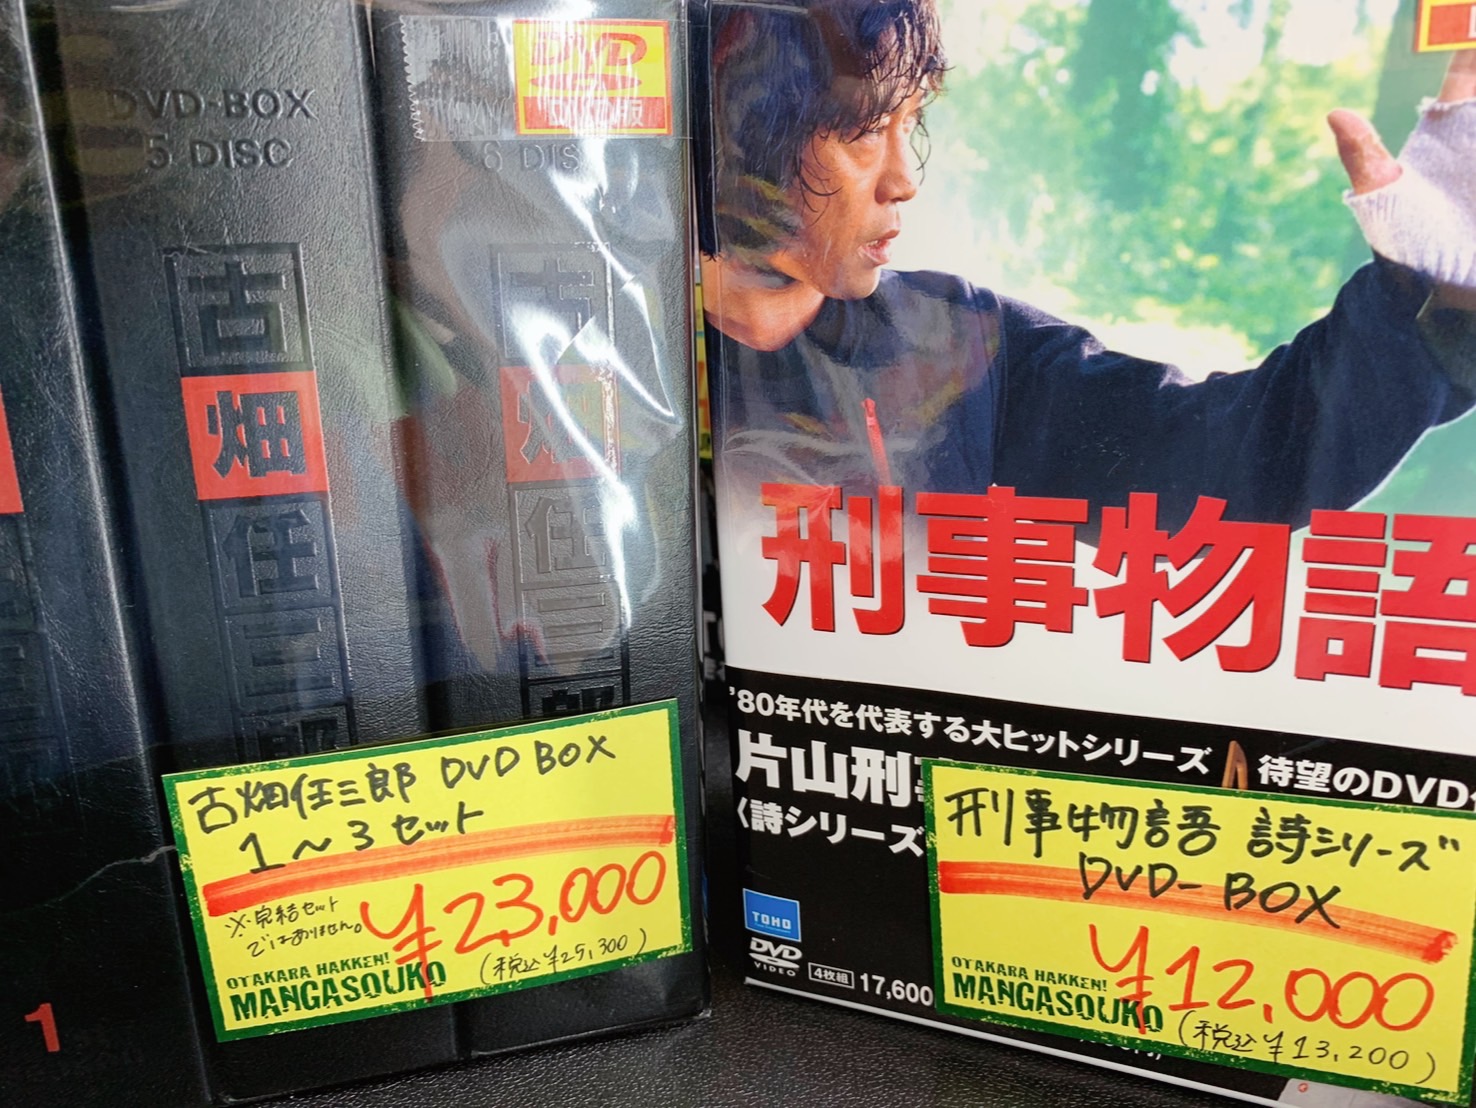 DVD-BOX
5 DISC
古畑任三郎
1
DVD
6 DIS
古畑任三郎
古畑任三郎 DVD BOX
1～3セット
※完結セット
ではありません。
¥23,000
(税込¥25,300)
OTAKARA HAKKEN!
MANGASOUKO
刑事物語
'80年代を代表する大ヒットシリーズ
待望のDVD
片山刑
〈詩シリーズ
TOHO
DVD
VIDEO
4枚組
17,600
刑事物語 詩シリーズ
DVD-BOX
¥12,000
(税込¥13,200)
OTAKARA HAKKEN!
MANGASOUKO